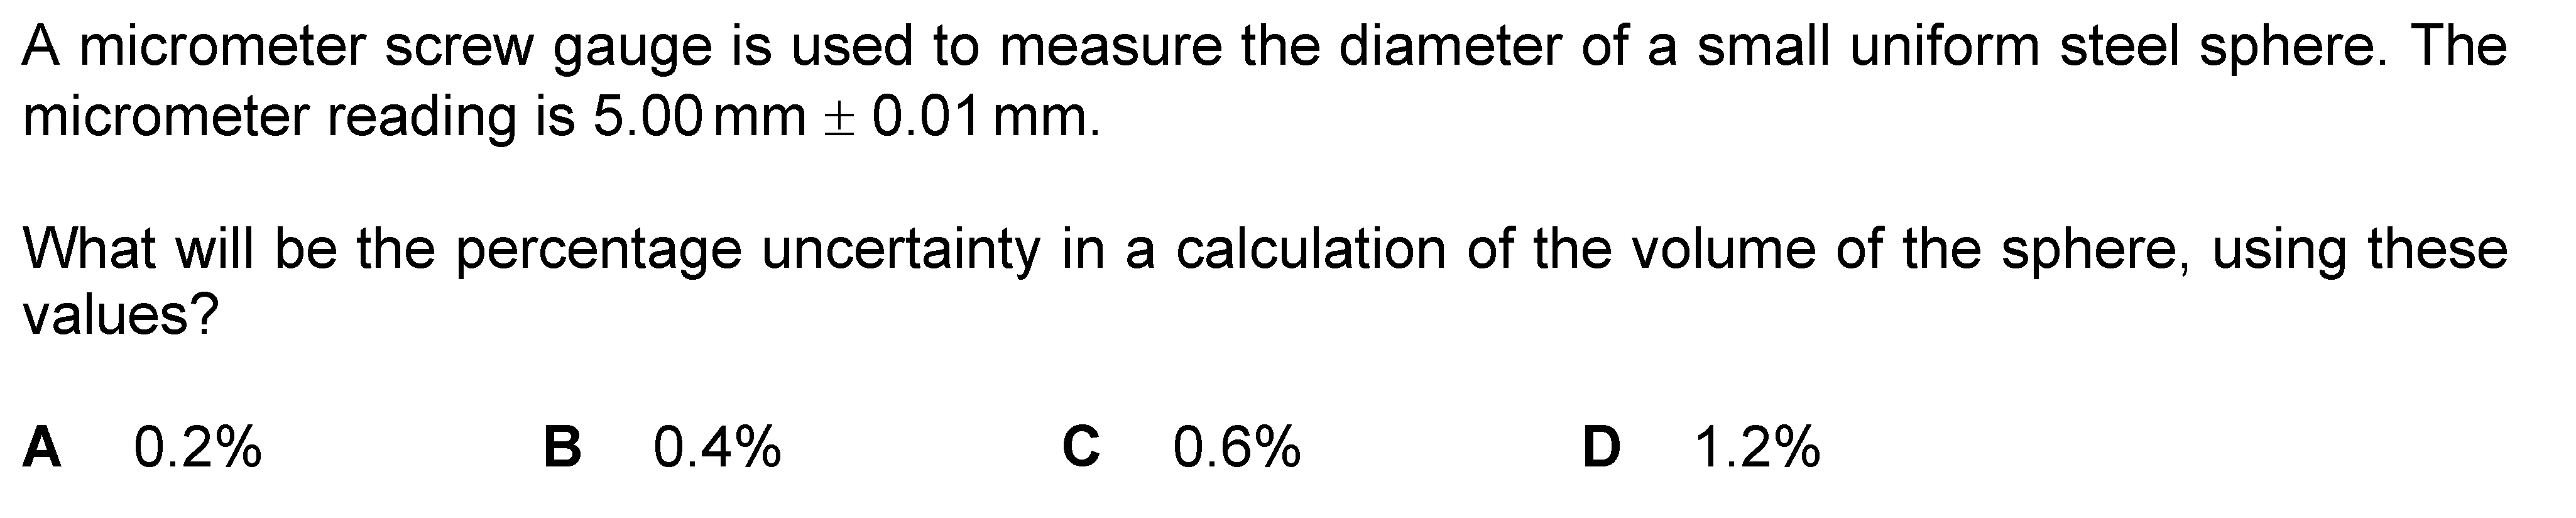 A micrometer screw gauge is used to measure the diameter of a small uniform steel sphere. The
micrometer reading is 5.00 mm ± 0.01 mm.
What will be the percentage uncertainty in a calculation of the volume of the sphere, using these
values?
A 0.2% B 0.4% C 0.6% D 1.2%